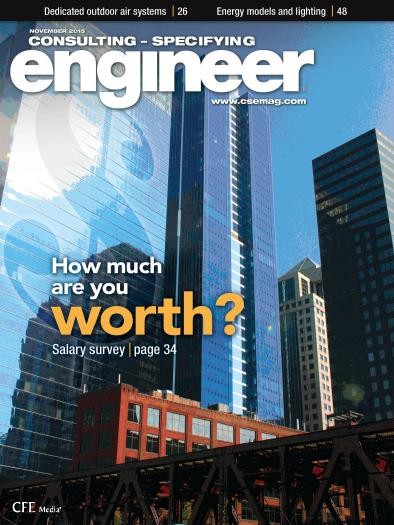 Dedicated outdoor air systems | 26 Energy models and lighting | 48
NOVEMBER 2015
CONSULTING – SPECIFYING
engineer
www.csemag.com
How much
are you
worth?
Salary survey | page 34
CFE Media